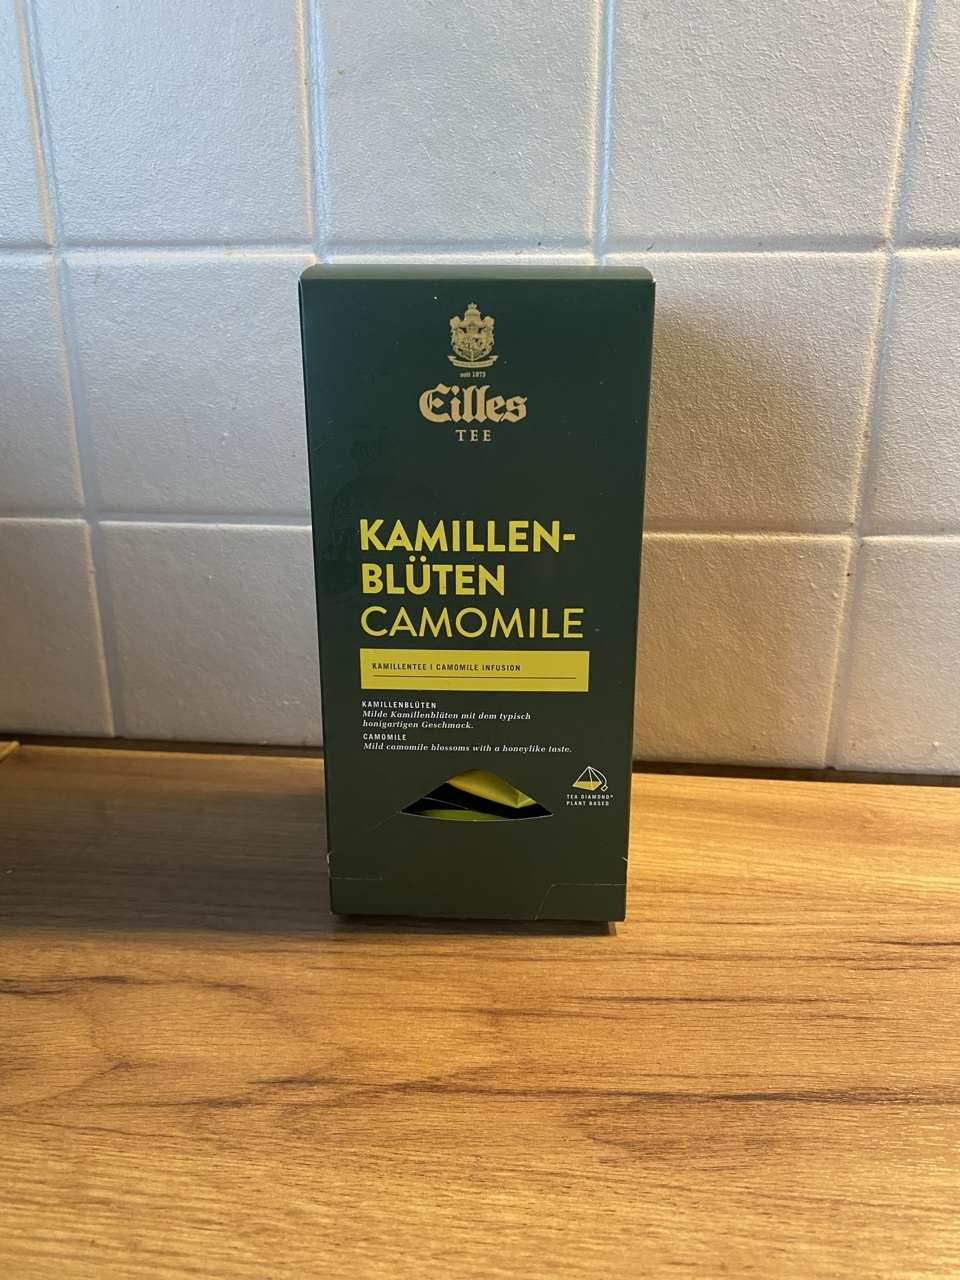 seit 1873
Eilles
TEE
KAMILLEN-
BLÜTEN
CAMOMILE
KAMILLENTEE | CAMOMILE INFUSION
KAMILLENBLÜTEN
Milde Kamillenblüten mit dem typisch
honigartigen Geschmack.
CAMOMILE
Mild camomile blossoms with a honeylike taste.
TEA DIAMOND™
PLANT BASED